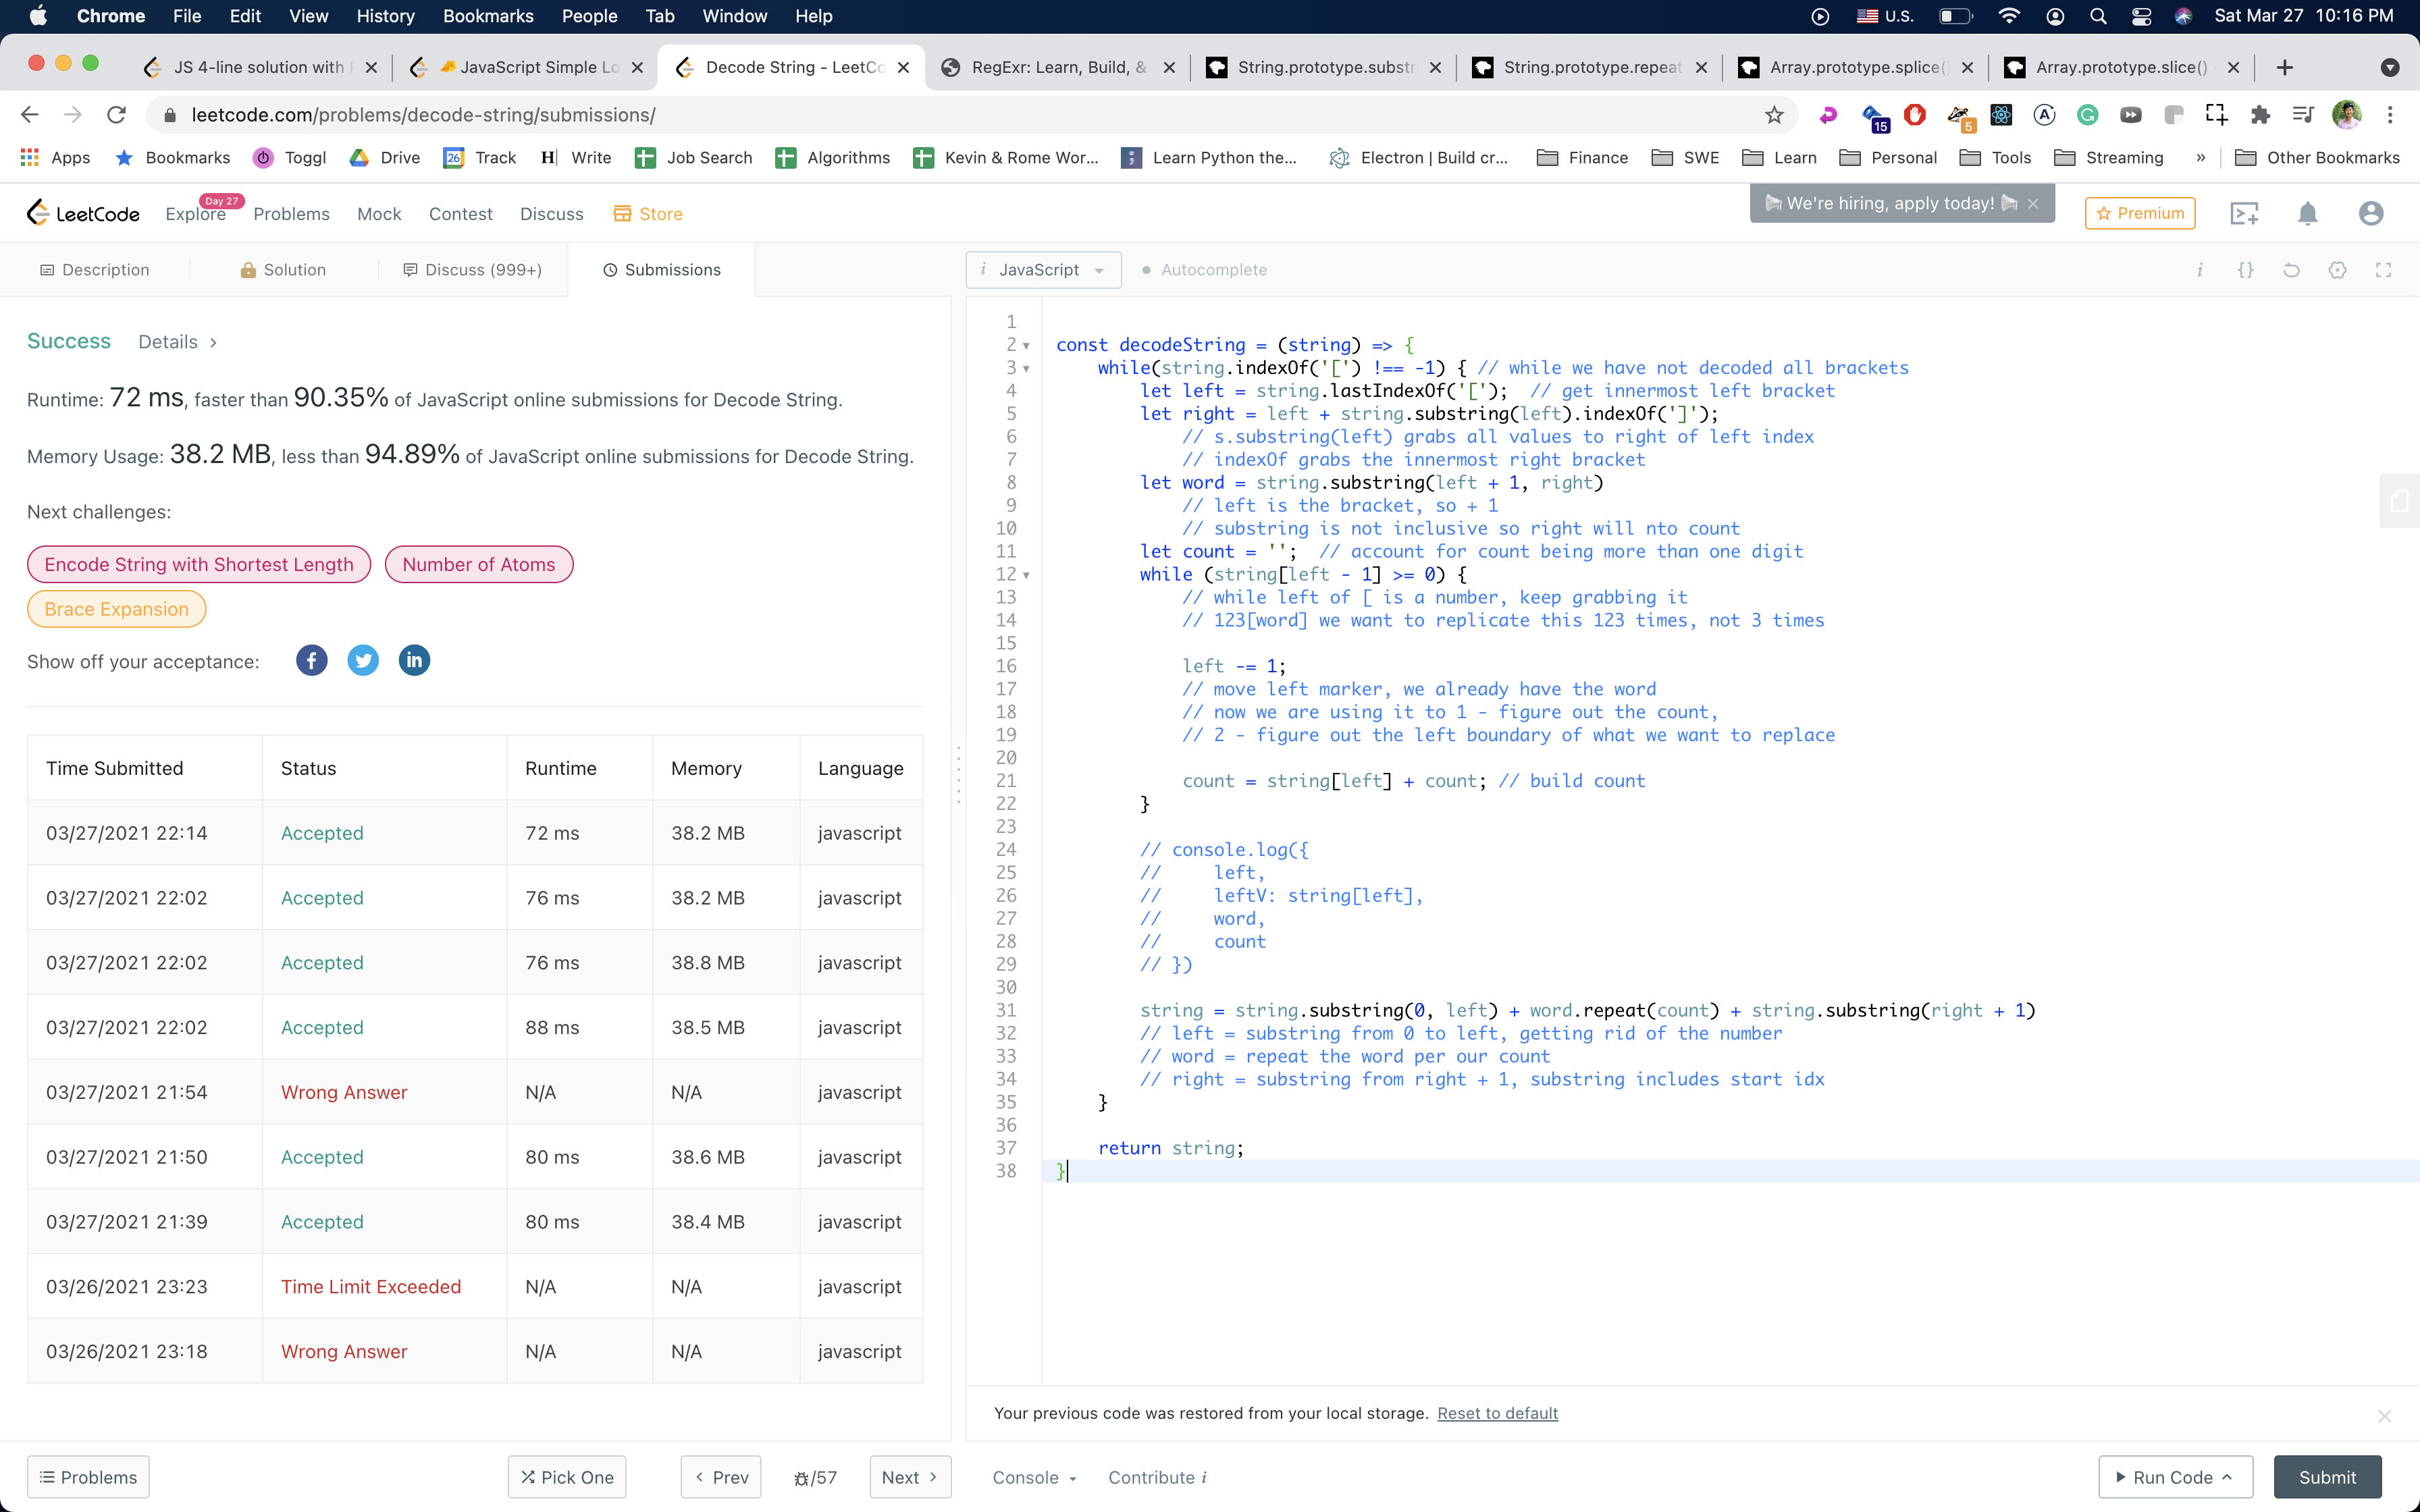 Chrome File Edit View History Bookmarks People Tab Window Help U.S. Sat Mar 27 10:16 PM
JS 4-line solution with JavaScript Simple Lo Decode String - LeetCo RegExr: Learn, Build, & String.prototype.substr String.prototype.repeat Array.prototype.splice() Array.prototype.slice()
leetcode.com/problems/decode-string/submissions/ 15 5
Apps Bookmarks Toggl Drive 26 Track H Write Job Search Algorithms Kevin & Rome Wor... Learn Python the... Electron | Build cr... Finance SWE Learn Personal Tools Streaming » Other Bookmarks
LeetCode Explore Day 27 Problems Mock Contest Discuss Store We're hiring, apply today! Premium
Description Solution Discuss (999+) Submissions
Success Details >
Runtime: 72 ms, faster than 90.35% of JavaScript online submissions for Decode String.
Memory Usage: 38.2 MB, less than 94.89% of JavaScript online submissions for Decode String.
Next challenges:
Encode String with Shortest Length Number of Atoms
Brace Expansion
Show off your acceptance:
Time Submitted Status Runtime Memory Language
03/27/2021 22:14 Accepted 72 ms 38.2 MB javascript
03/27/2021 22:02 Accepted 76 ms 38.2 MB javascript
03/27/2021 22:02 Accepted 76 ms 38.8 MB javascript
03/27/2021 22:02 Accepted 88 ms 38.5 MB javascript
03/27/2021 21:54 Wrong Answer N/A N/A javascript
03/27/2021 21:50 Accepted 80 ms 38.6 MB javascript
03/27/2021 21:39 Accepted 80 ms 38.4 MB javascript
03/26/2021 23:23 Time Limit Exceeded N/A N/A javascript
03/26/2021 23:18 Wrong Answer N/A N/A javascript
Problems Pick One < Prev /57 Next >
i JavaScript Autocomplete i {}
1
2 const decodeString = (string) => {
3 while(string.indexOf('[') !== -1) { // while we have not decoded all brackets
4 let left = string.lastIndexOf('['); // get innermost left bracket
5 let right = left + string.substring(left).indexOf(']');
6 // s.substring(left) grabs all values to right of left index
7 // indexOf grabs the innermost right bracket
8 let word = string.substring(left + 1, right)
9 // left is the bracket, so + 1
10 // substring is not inclusive so right will nto count
11 let count = ''; // account for count being more than one digit
12 while (string[left - 1] >= 0) {
13 // while left of [ is a number, keep grabbing it
14 // 123[word] we want to replicate this 123 times, not 3 times
15
16 left -= 1;
17 // move left marker, we already have the word
18 // now we are using it to 1 - figure out the count,
19 // 2 - figure out the left boundary of what we want to replace
20
21 count = string[left] + count; // build count
22 }
23
24 // console.log({
25 // left,
26 // leftV: string[left],
27 // word,
28 // count
29 // })
30
31 string = string.substring(0, left) + word.repeat(count) + string.substring(right + 1)
32 // left = substring from 0 to left, getting rid of the number
33 // word = repeat the word per our count
34 // right = substring from right + 1, substring includes start idx
35 }
36
37 return string;
38 }
Your previous code was restored from your local storage. Reset to default
Console Contribute i Run Code Submit